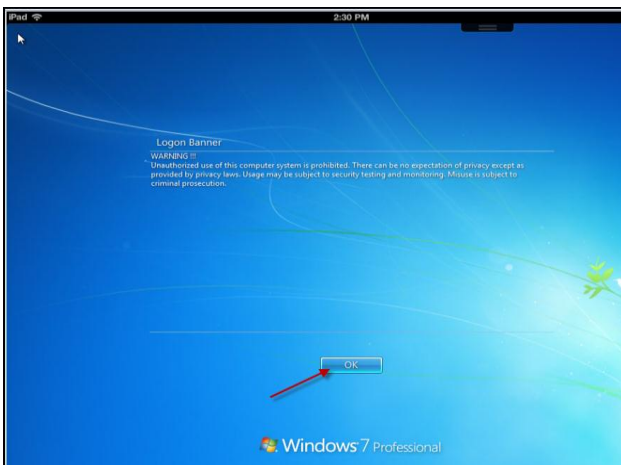 iPad 2:30 PM
Logon Banner
WARNING !!!
Unauthorized use of this computer system is prohibited. There can be no expectation of privacy except as
provided by privacy laws. Usage may be subject to security testing and monitoring. Misuse is subject to
criminal prosecution.
OK
Windows 7 Professional